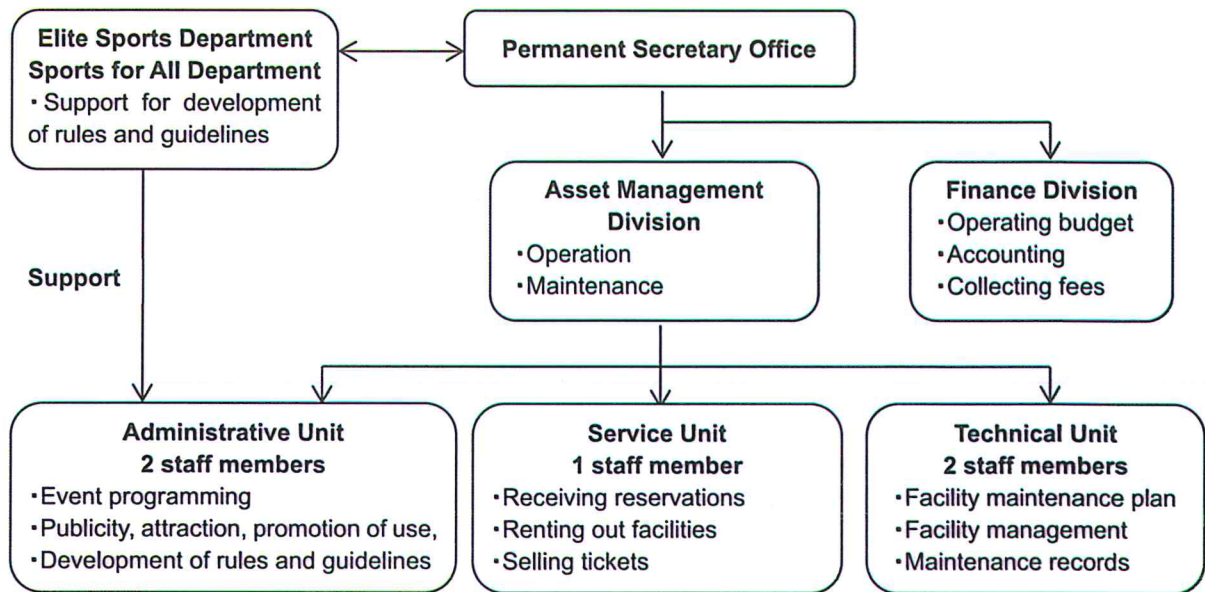 Elite Sports Department
Sports for All Department
・Support for development
of rules and guidelines
Permanent Secretary Office
Asset Management
Division
・Operation
・Maintenance
Finance Division
・Operating budget
・Accounting
・Collecting fees
Support
Administrative Unit
2 staff members
・Event programming
・Publicity, attraction, promotion of use,
・Development of rules and guidelines
Service Unit
1 staff member
・Receiving reservations
・Renting out facilities
・Selling tickets
Technical Unit
2 staff members
・Facility maintenance plan
・Facility management
・Maintenance records